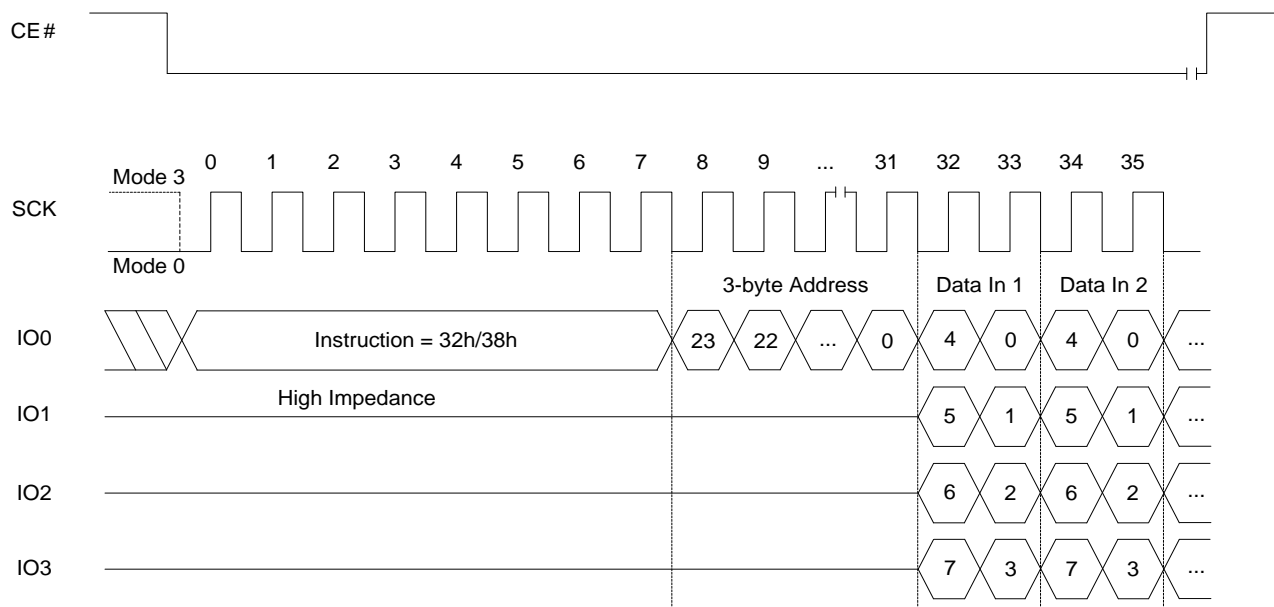 CE#
0 1 2 3 4 5 6 7 8 9 ... 31 32 33 34 35
Mode 3
SCK
Mode 0
3-byte Address Data In 1 Data In 2
IO0 Instruction = 32h/38h 23 22 ... 0 4 0 4 0 ...
High Impedance
IO1 5 1 5 1 ...
IO2 6 2 6 2 ...
IO3 7 3 7 3 ...